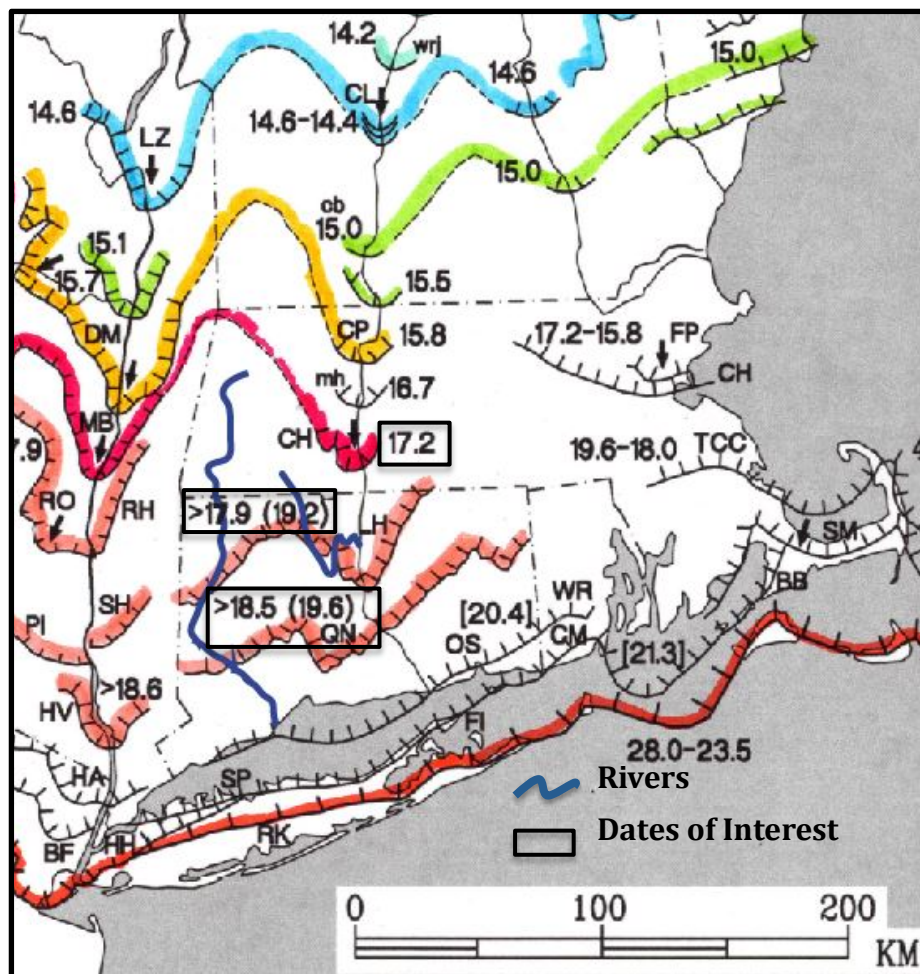 14.2
wrj
15.0
14.6
CL
14.6
14.6-14.4
LZ
15.0
cb
15.0
15.1
15.7
15.5
DM
CP
15.8
17.2-15.8
FP
mh
16.7
CH
MB
CH
17.2
19.6-18.0
TCC
RO
RH
>17.9 (19.2)
LH
SM
BB
SH
>18.5 (19.6)
[20.4]
WR
PI
QN
OS
CM
[21.3]
>18.6
HV
FI
28.0-23.5
HA
SP
Rivers
HH
RK
BF
Dates of Interest
0
100
200
KM